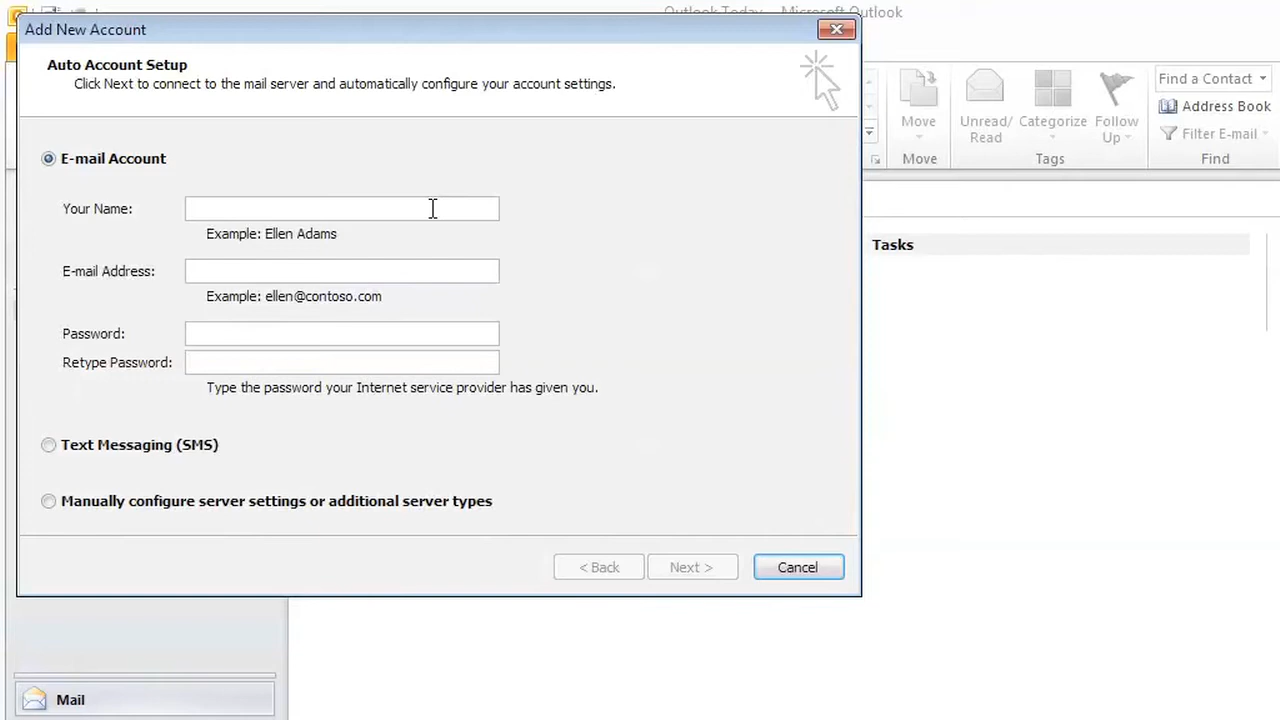 Outlook Today - Microsoft Outlook
Add New Account
Auto Account Setup
Click Next to connect to the mail server and automatically configure your account settings.
E-mail Account
Your Name:
Example: Ellen Adams
E-mail Address:
Example: ellen@contoso.com
Password:
Retype Password:
Type the password your Internet service provider has given you.
Text Messaging (SMS)
Manually configure server settings or additional server types
< Back
Next >
Cancel
Move
Unread/
Read
Categorize
Follow
Up
Find a Contact
Address Book
Filter E-mail
Move
Tags
Find
Tasks
Mail